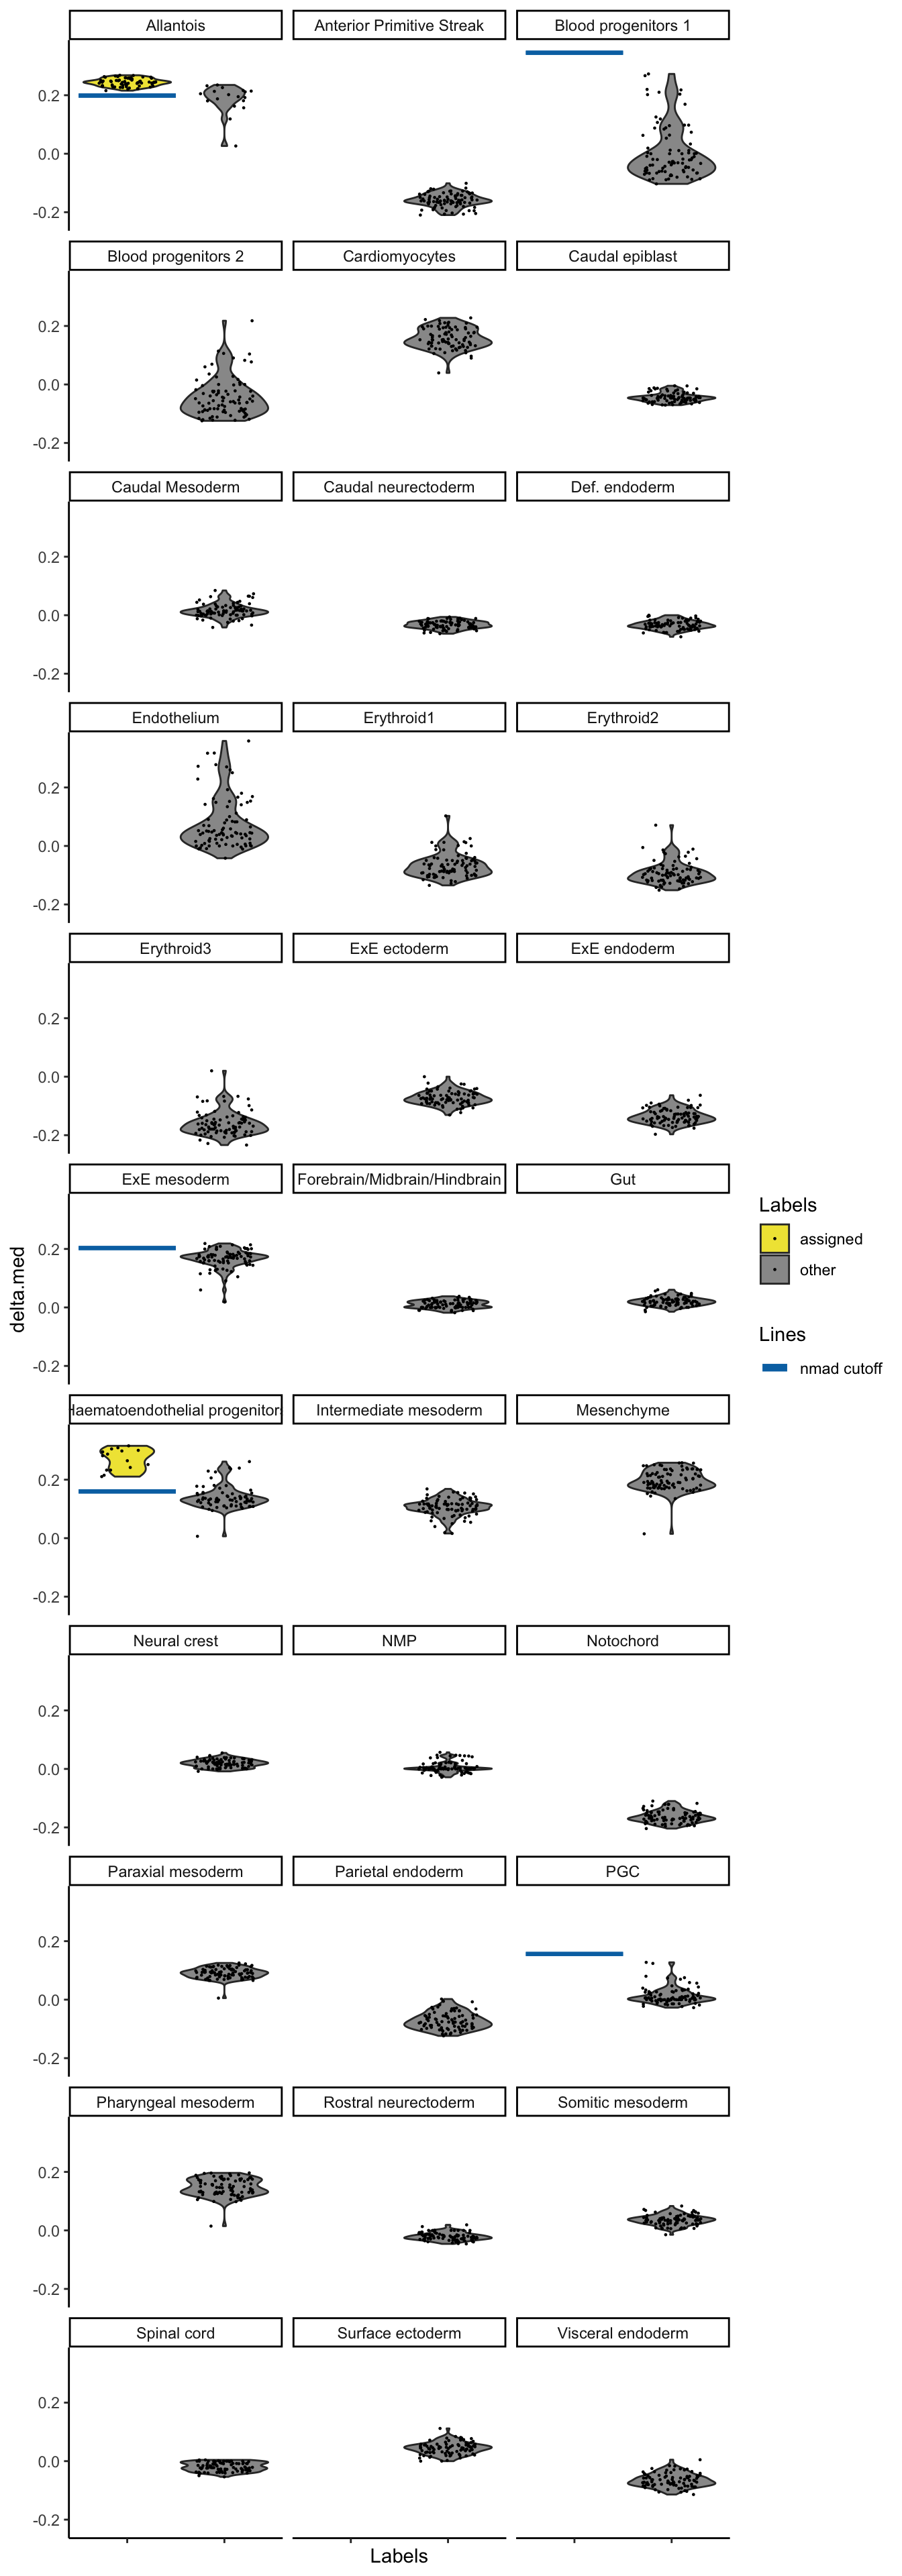 Allantois
Anterior Primitive Streak
Blood progenitors 1
0.2
0.0
-0.2
Blood progenitors 2
Cardiomyocytes
Caudal epiblast
0.2
0.0
-0.2
Caudal Mesoderm
Caudal neurectoderm
Def. endoderm
0.2
0.0
-0.2
Endothelium
Erythroid1
Erythroid2
0.2
0.0
-0.2
Erythroid3
ExE ectoderm
ExE endoderm
0.2
0.0
-0.2
ExE mesoderm
Forebrain/Midbrain/Hindbrain
Gut
0.2
0.0
-0.2
Haematoendothelial progenitors
Intermediate mesoderm
Mesenchyme
0.2
0.0
-0.2
Neural crest
NMP
Notochord
0.2
0.0
-0.2
Paraxial mesoderm
Parietal endoderm
PGC
0.2
0.0
-0.2
Pharyngeal mesoderm
Rostral neurectoderm
Somitic mesoderm
0.2
0.0
-0.2
Spinal cord
Surface ectoderm
Visceral endoderm
0.2
0.0
-0.2
delta.med
Labels
Labels
assigned
other
Lines
nmad cutoff